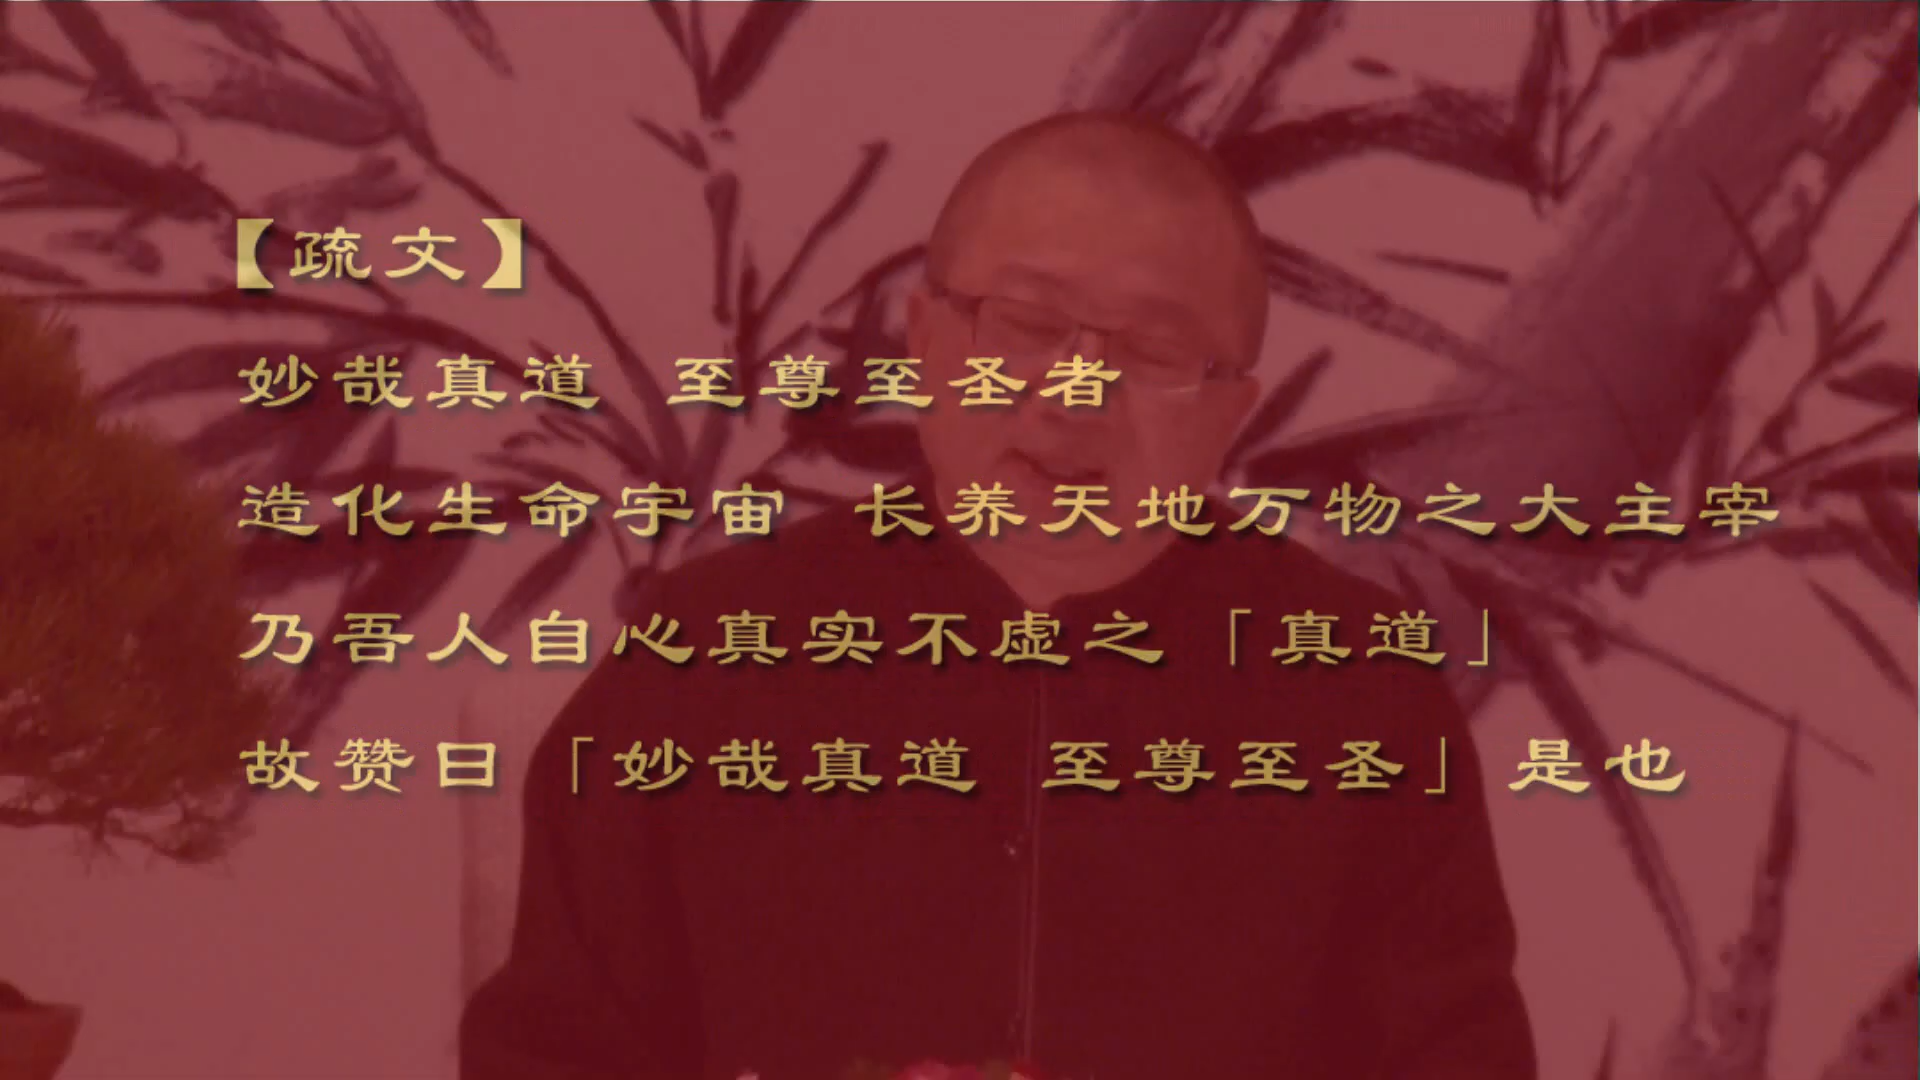 【疏文】
妙哉真道 至尊至圣者
造化生命宇宙 长养天地万物之大主宰
乃吾人自心真实不虚之「真道」
故赞曰「妙哉真道 至尊至圣」是也